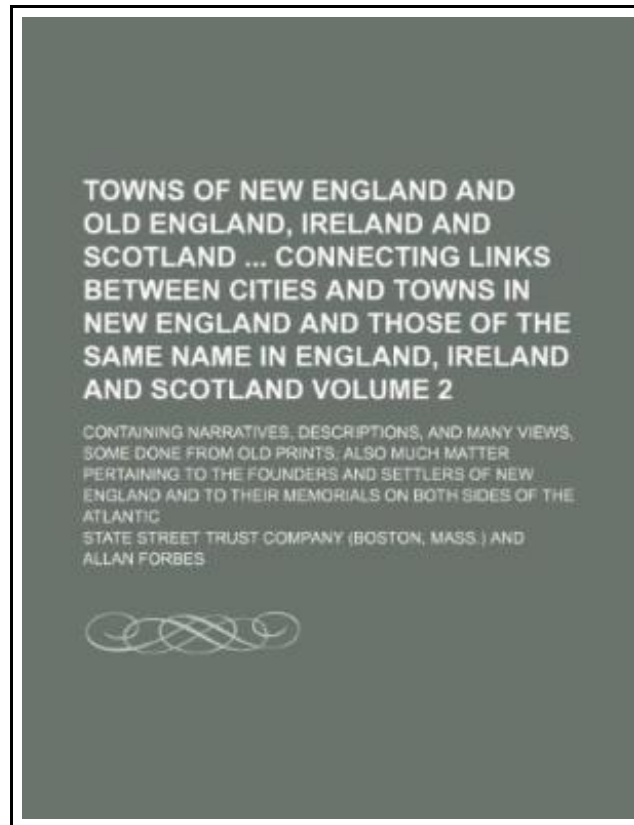 TOWNS OF NEW ENGLAND AND
OLD ENGLAND, IRELAND AND
SCOTLAND ... CONNECTING LINKS
BETWEEN CITIES AND TOWNS IN
NEW ENGLAND AND THOSE OF THE
SAME NAME IN ENGLAND, IRELAND
AND SCOTLAND VOLUME 2
CONTAINING NARRATIVES, DESCRIPTIONS, AND MANY VIEWS,
SOME DONE FROM OLD PRINTS; ALSO MUCH MATTER
PERTAINING TO THE FOUNDERS AND SETTLERS OF NEW
ENGLAND AND TO THEIR MEMORIALS ON BOTH SIDES OF THE
ATLANTIC
STATE STREET TRUST COMPANY (BOSTON, MASS.) AND
ALLAN FORBES